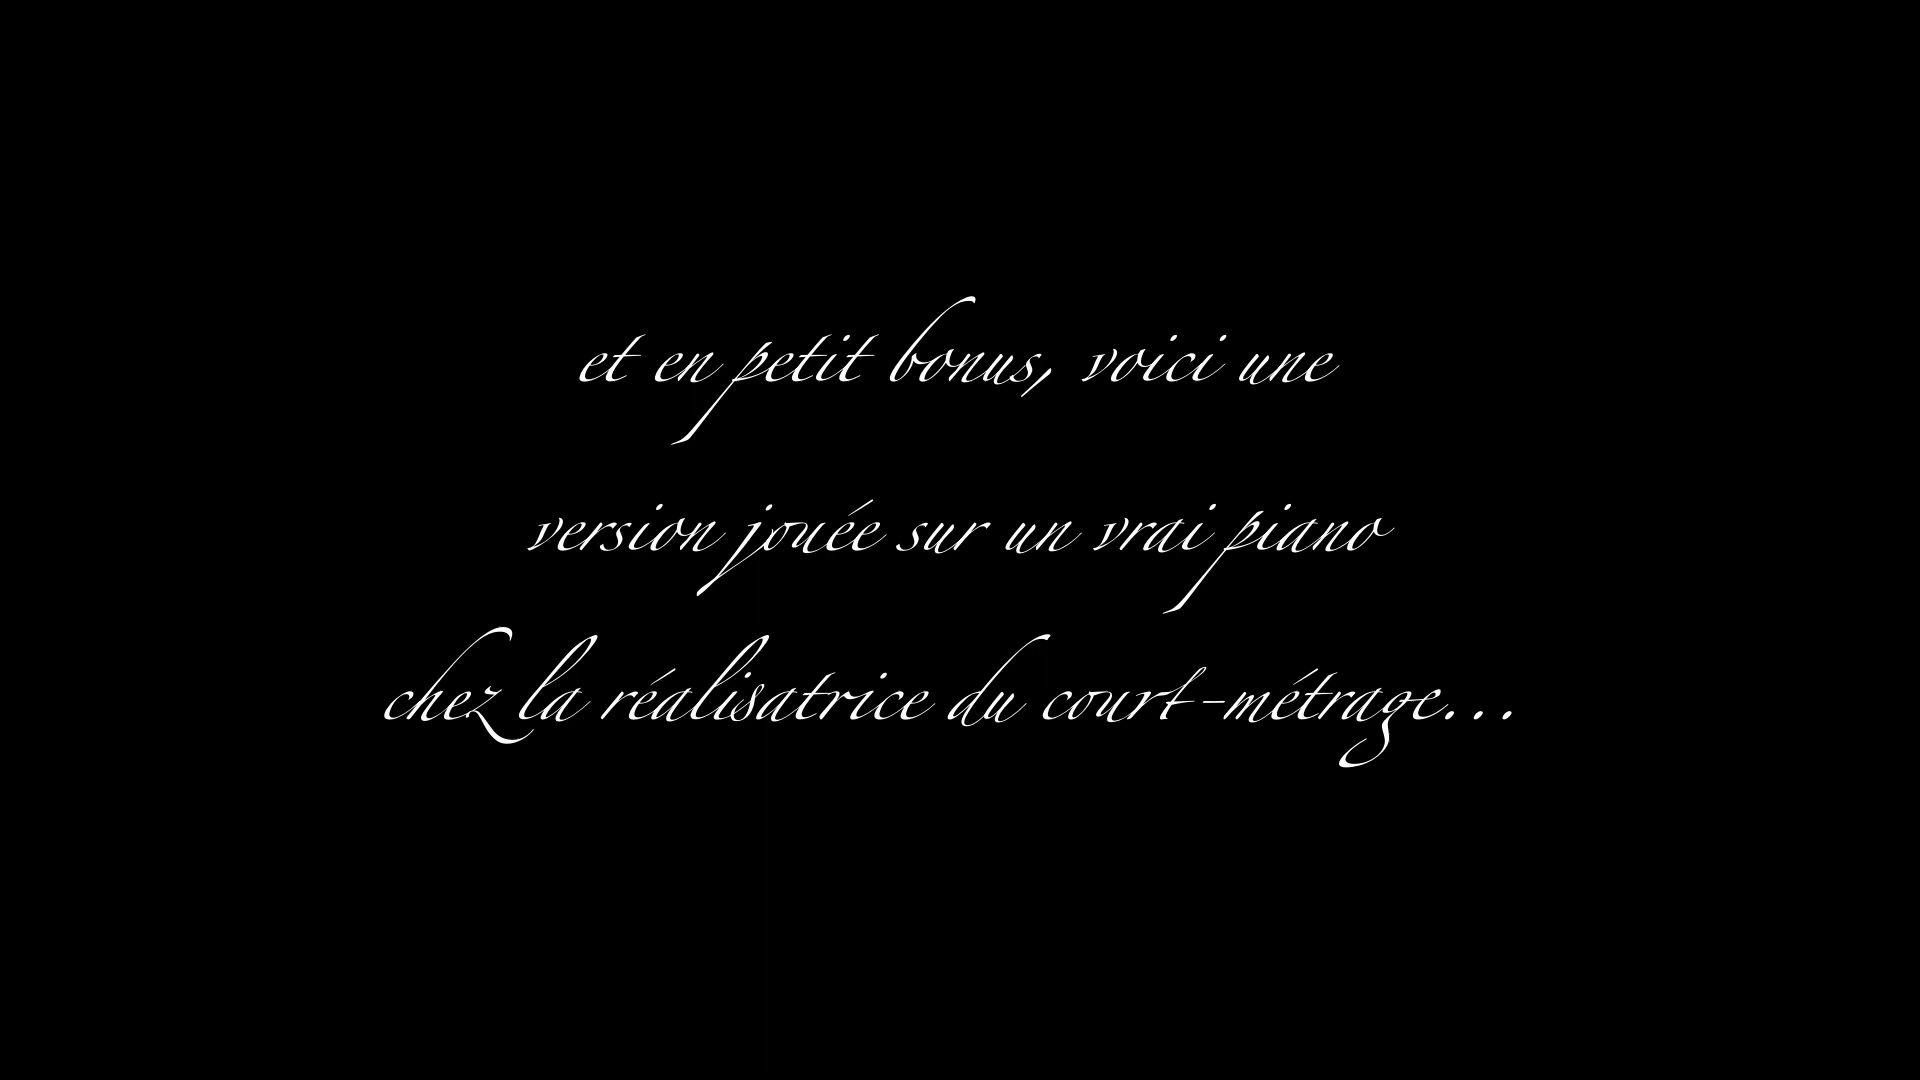 et en petit bonus, voici une
version jouée sur un vrai piano
chez la réalisatrice du court-métrage...